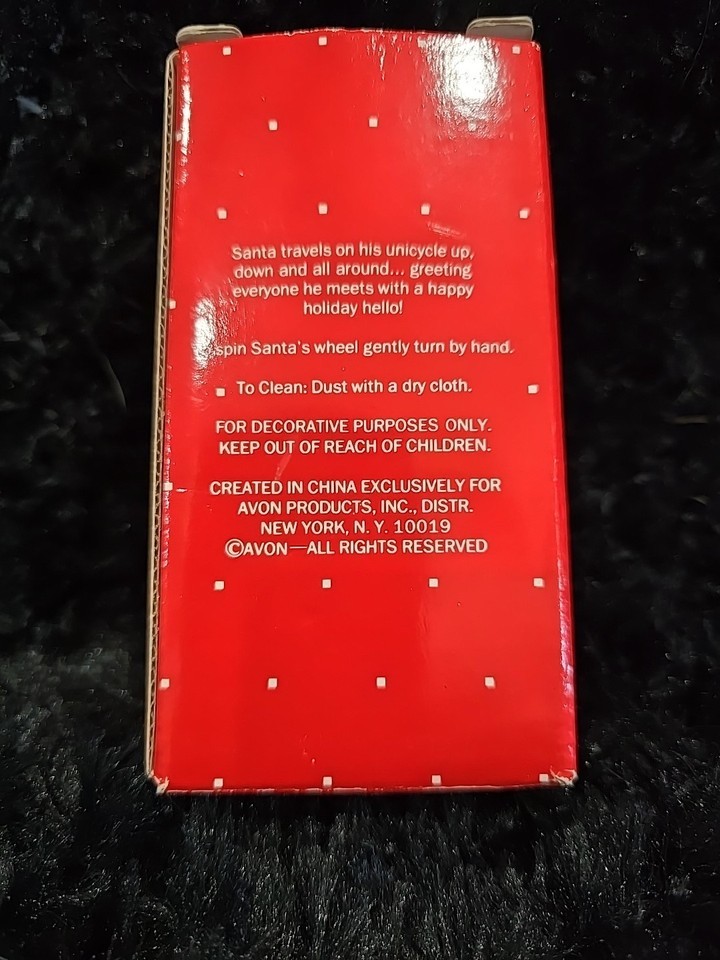 Santa travels on his unicycle up,
down and all around... greeting
everyone he meets with a happy
holiday hello!
spin Santa's wheel gently turn by hand.
To Clean: Dust with a dry cloth.
FOR DECORATIVE PURPOSES ONLY.
KEEP OUT OF REACH OF CHILDREN.
CREATED IN CHINA EXCLUSIVELY FOR
AVON PRODUCTS, INC., DISTR.
NEW YORK, N.Y. 10019
©AVON—ALL RIGHTS RESERVED